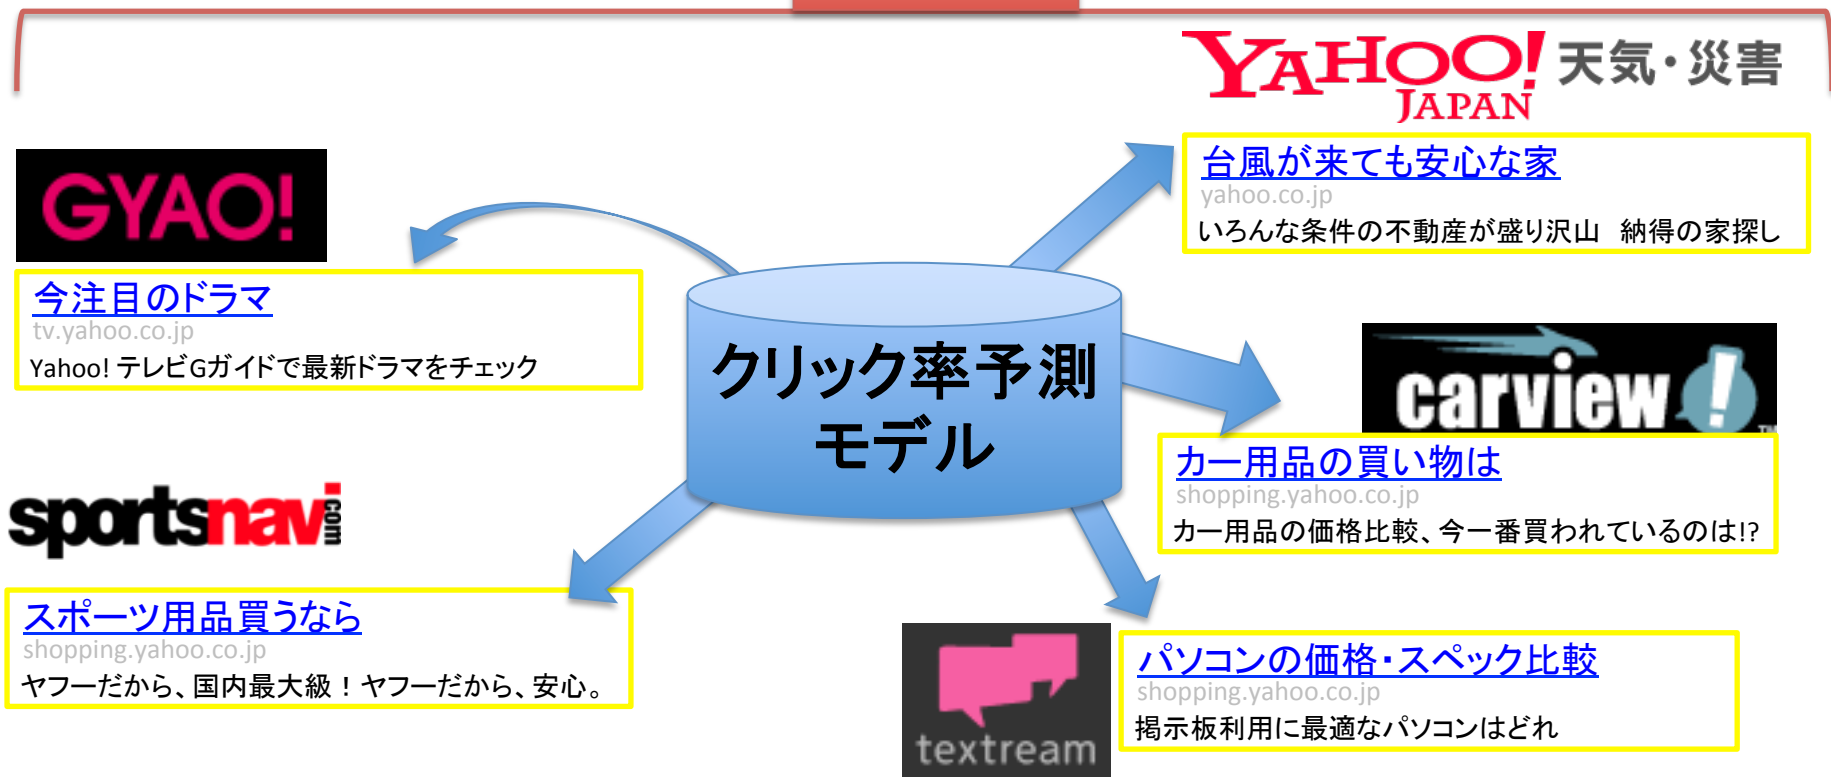 YAHOO! JAPAN 天気・災害
台風が来ても安心な家
yahoo.co.jp
いろんな条件の不動産が盛り沢山　納得の家探し
GYAO!
今注目のドラマ
tv.yahoo.co.jp
Yahoo! テレビGガイドで最新ドラマをチェック
クリック率予測
モデル
carview!™
カー用品の買い物は
shopping.yahoo.co.jp
カー用品の価格比較、今一番買われているのは!?
sportsnavi.com
スポーツ用品買うなら
shopping.yahoo.co.jp
ヤフーだから、国内最大級！ヤフーだから、安心。
textream
パソコンの価格・スペック比較
shopping.yahoo.co.jp
掲示板利用に最適なパソコンはどれ